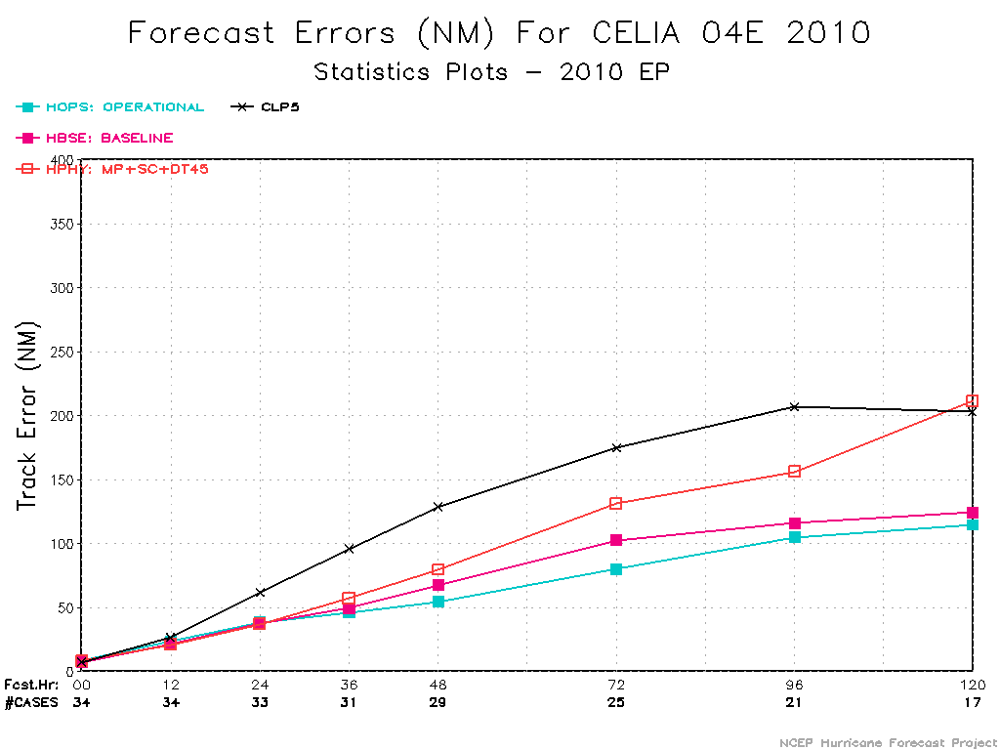 Forecast Errors (NM) For CELIA 04E 2010
Statistics Plots - 2010 EP
HOPS: OPERATIONAL
CLP5
HBSE: BASELINE
HPHY: MP+SC+DT45
Track Error (NM)
400
350
300
250
200
150
100
50
0
Fcst.Hr: 00 12 24 36 48 72 96 120
#CASES 34 34 33 31 29 25 21 17
NCEP Hurricane Forecast Project